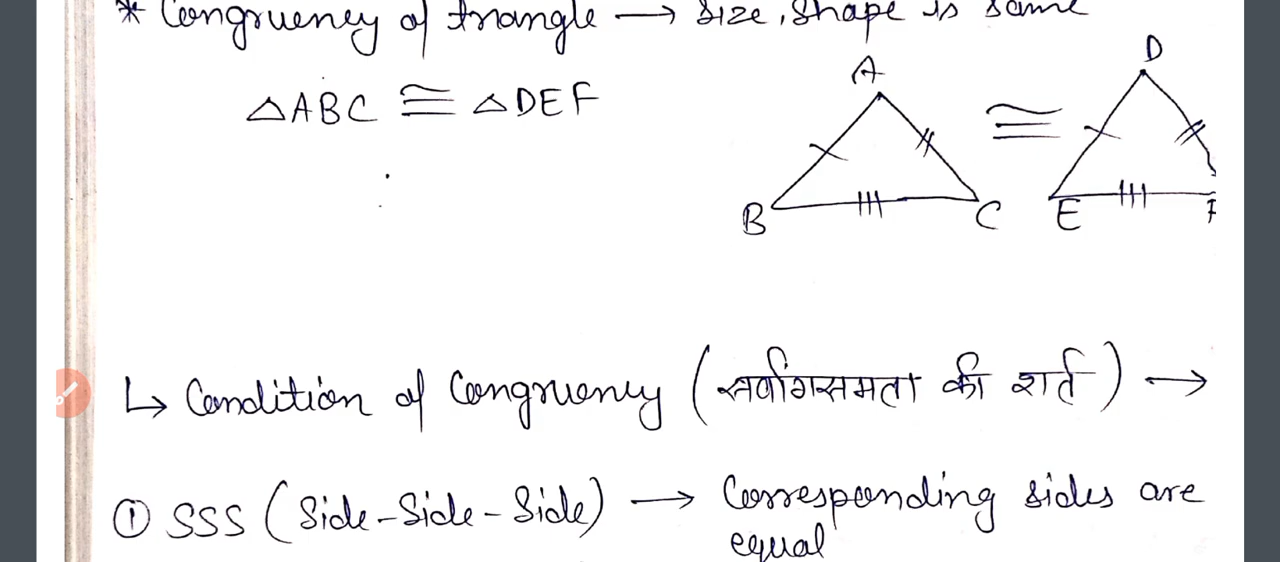 * Congruency of triangle → Size, Shape is same
△ABC ≅ △DEF
A
B
C
≅
D
E
F
↳ Condition of Congruency (सर्वांगसमता की शर्त) →
① SSS (Side-Side-Side) → Corresponding sides are
equal